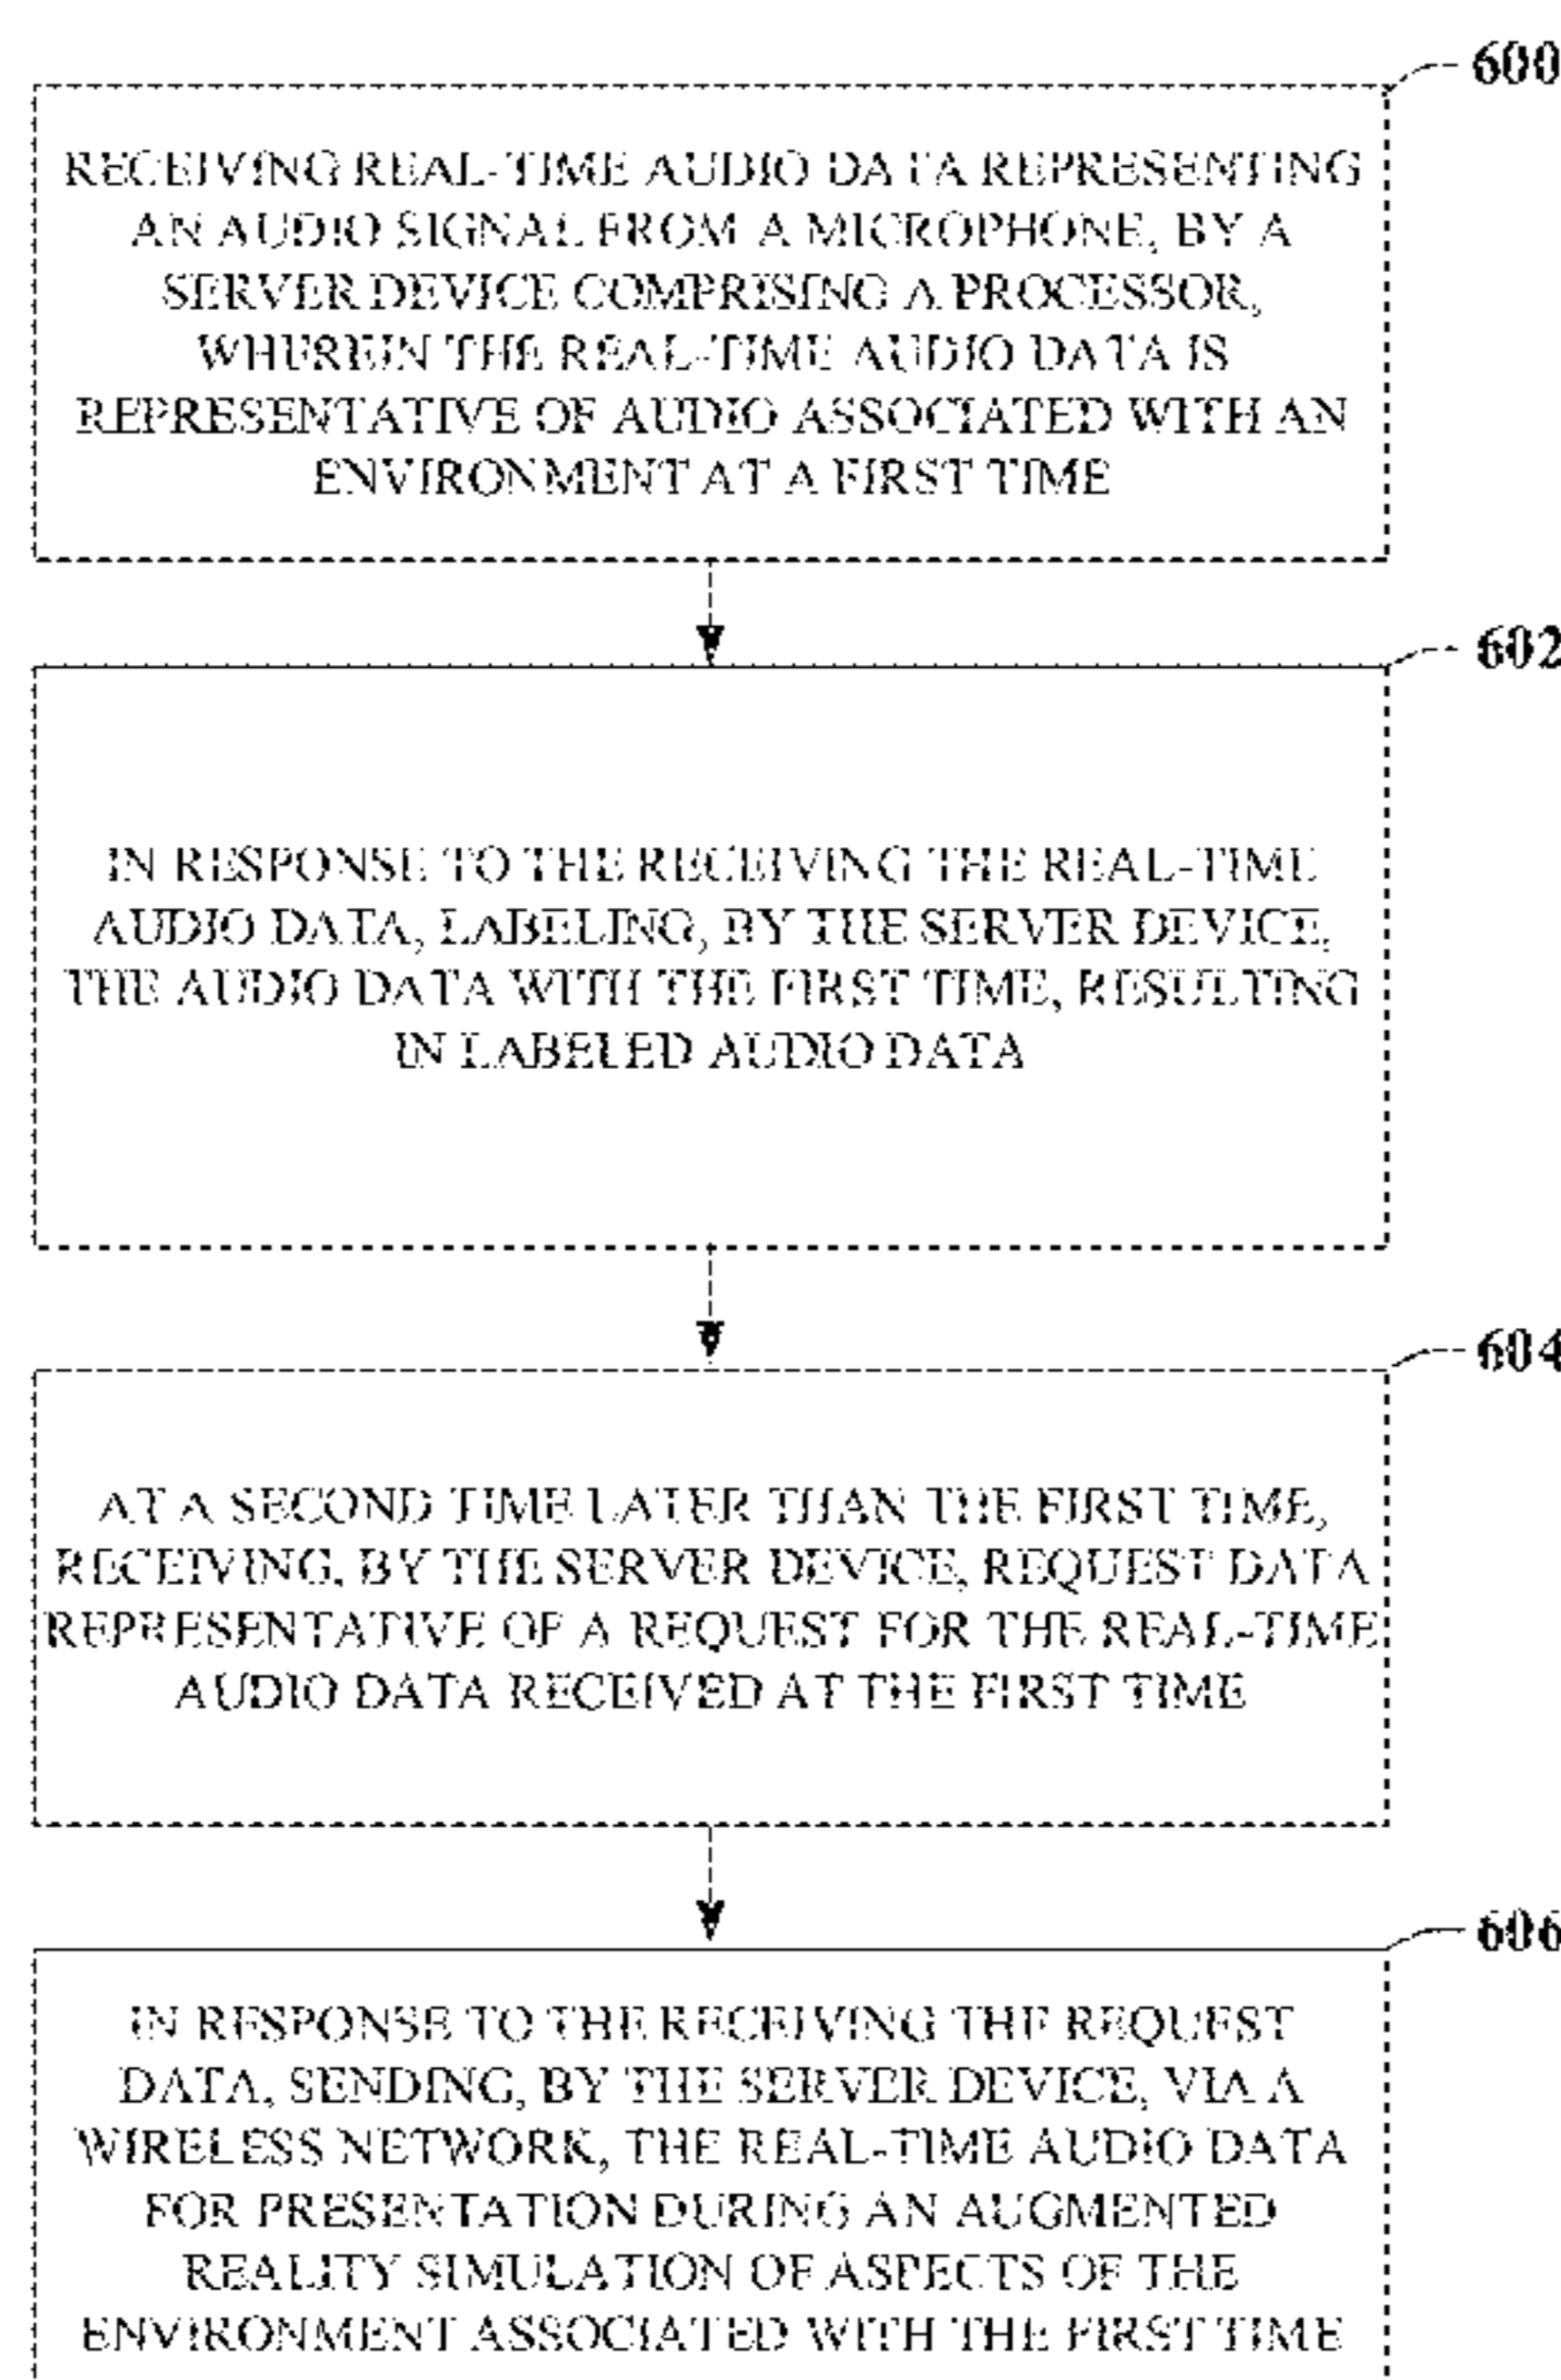 600
RECEIVING REAL-TIME AUDIO DATA REPRESENTING
AN AUDIO SIGNAL FROM A MICROPHONE, BY A
SERVER DEVICE COMPRISING A PROCESSOR,
WHEREIN THE REAL-TIME AUDIO DATA IS
REPRESENTATIVE OF AUDIO ASSOCIATED WITH AN
ENVIRONMENT AT A FIRST TIME
602
IN RESPONSE TO THE RECEIVING THE REAL-TIME
AUDIO DATA, LABELING, BY THE SERVER DEVICE,
THE AUDIO DATA WITH THE FIRST TIME, RESULTING
IN LABELED AUDIO DATA
604
AT A SECOND TIME LATER THAN THE FIRST TIME,
RECEIVING, BY THE SERVER DEVICE, REQUEST DATA
REPRESENTATIVE OF A REQUEST FOR THE REAL-TIME
AUDIO DATA RECEIVED AT THE FIRST TIME
606
IN RESPONSE TO THE RECEIVING THE REQUEST
DATA, SENDING, BY THE SERVER DEVICE, VIA A
WIRELESS NETWORK, THE REAL-TIME AUDIO DATA
FOR PRESENTATION DURING AN AUGMENTED
REALITY SIMULATION OF ASPECTS OF THE
ENVIRONMENT ASSOCIATED WITH THE FIRST TIME